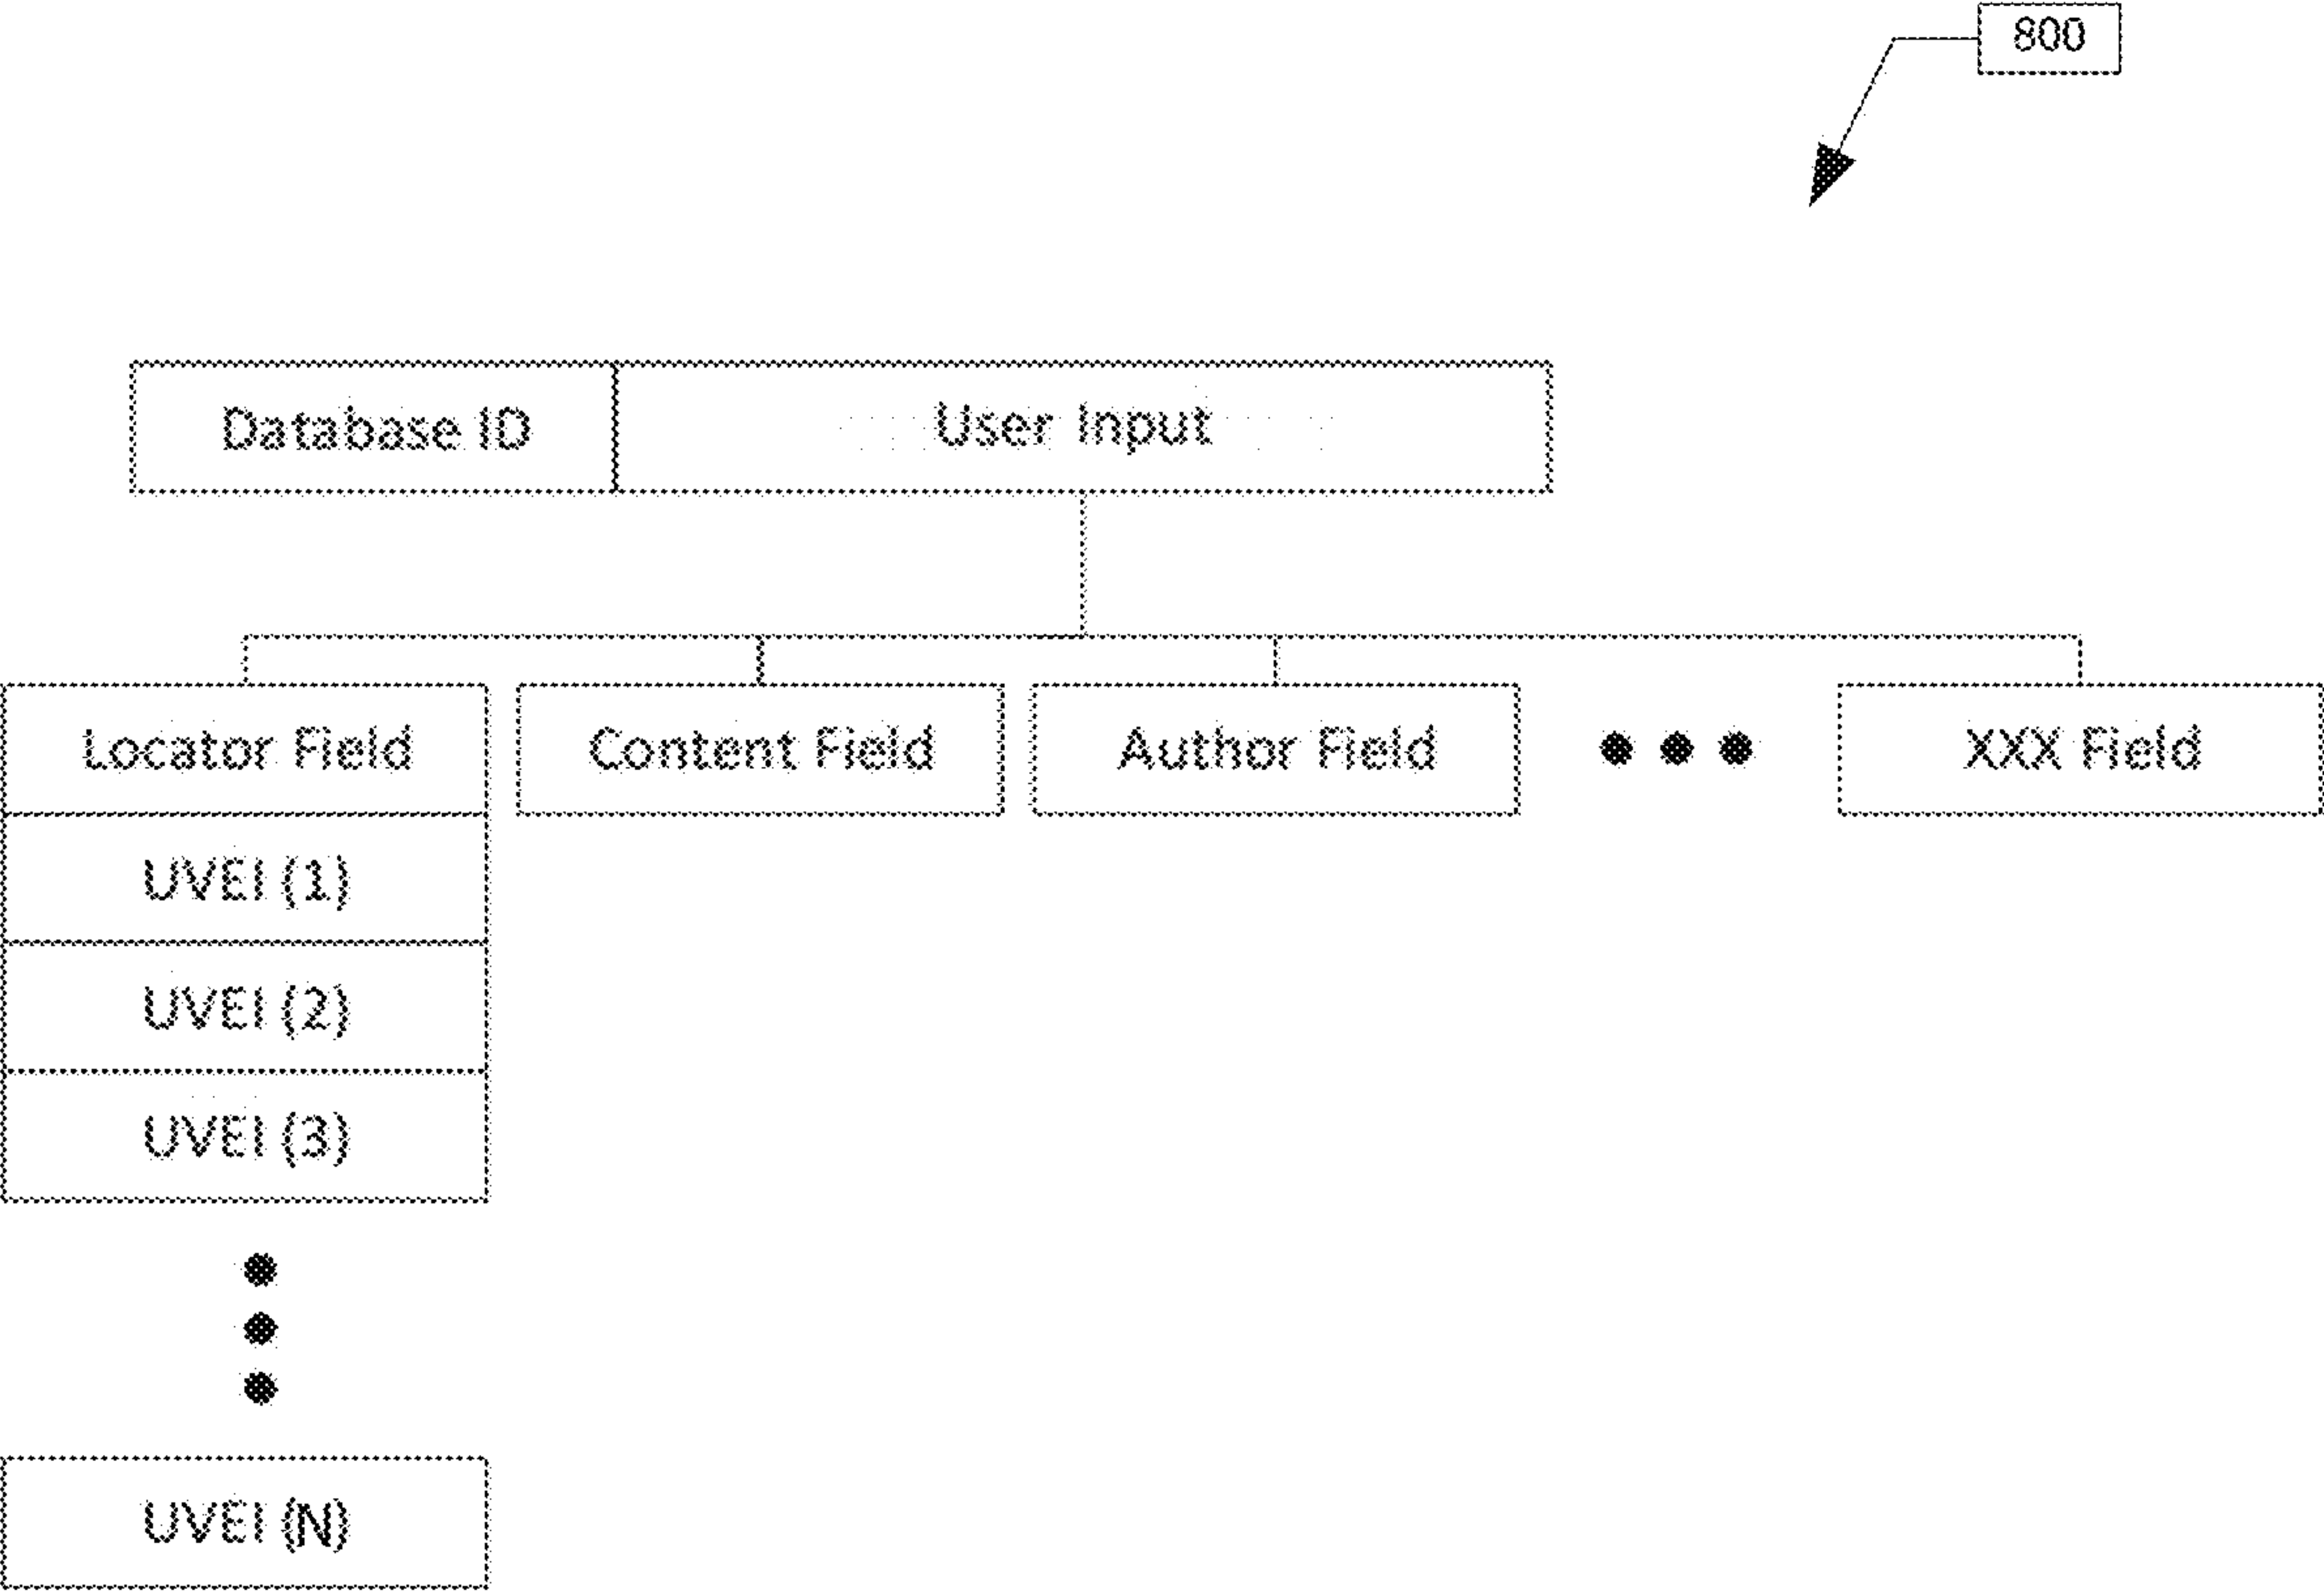 800
Database ID
User Input
Locator Field
Content Field
Author Field
XXX Field
UVEI (1)
UVEI (2)
UVEI (3)
UVEI (N)